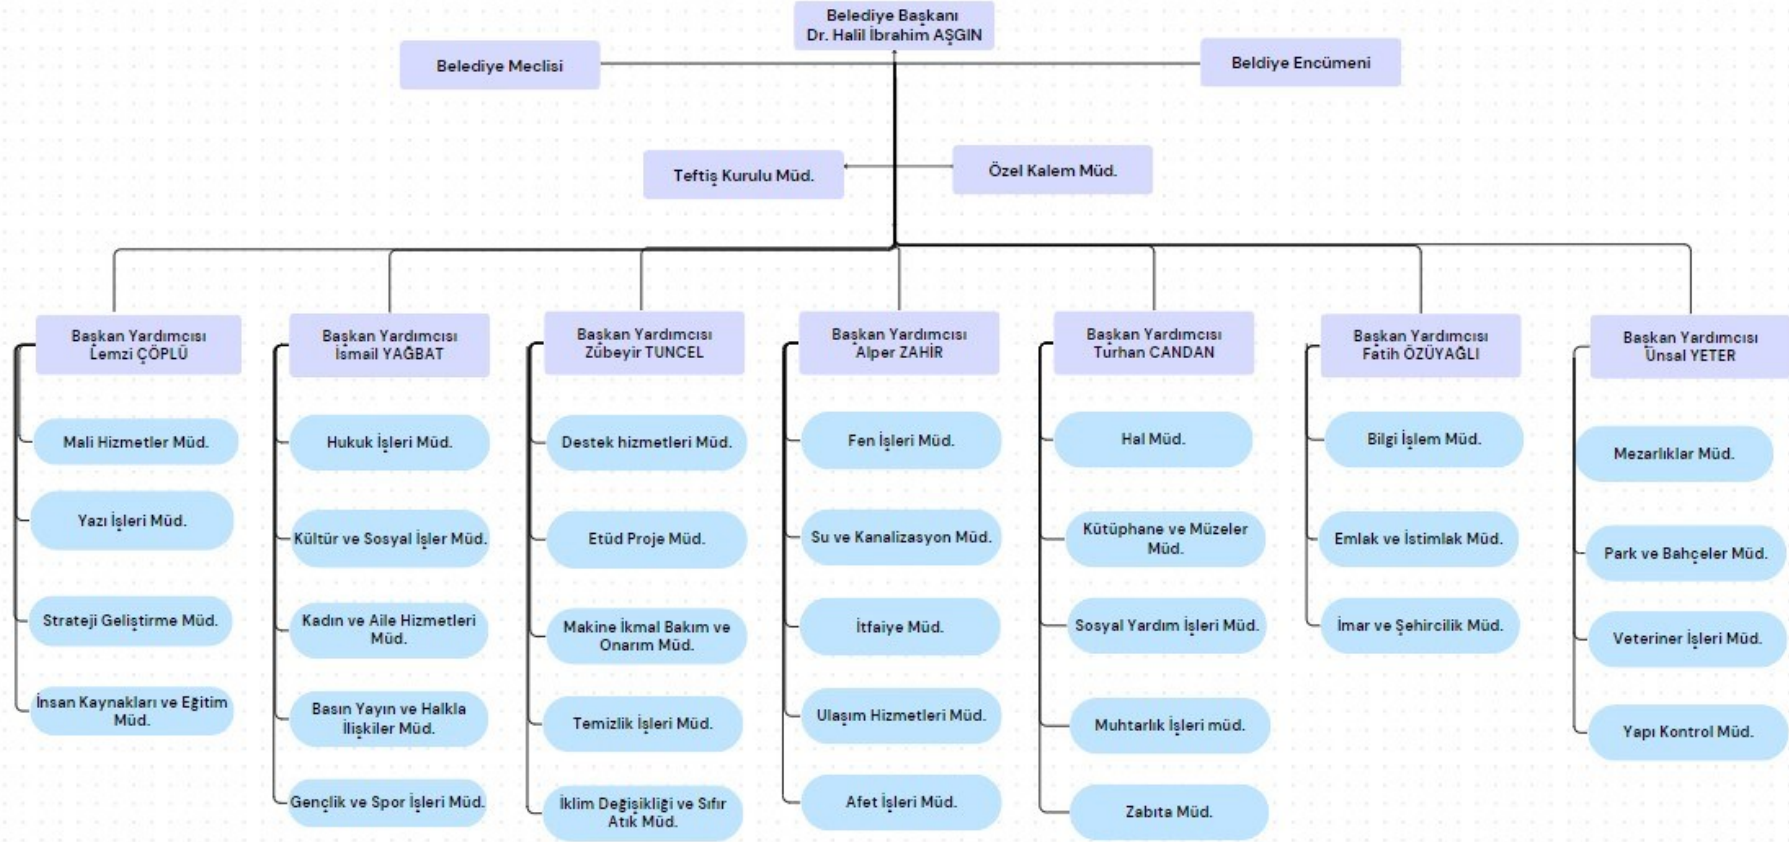 Belediye Başkanı
Dr. Halil İbrahim AŞGIN
Belediye Meclisi
Beldiye Encümeni
Teftiş Kurulu Müd.
Özel Kalem Müd.
Başkan Yardımcısı
Lemzi ÇÖPLÜ
Mali Hizmetler Müd.
Yazı İşleri Müd.
Strateji Geliştirme Müd.
İnsan Kaynakları ve Eğitim
Müd.
Başkan Yardımcısı
İsmail YAĞBAT
Hukuk İşleri Müd.
Kültür ve Sosyal İşler Müd.
Kadın ve Aile Hizmetleri
Müd.
Basın Yayın ve Halkla
İlişkiler Müd.
Gençlik ve Spor İşleri Müd.
Başkan Yardımcısı
Zübeyir TUNCEL
Destek hizmetleri Müd.
Etüd Proje Müd.
Makine İkmal Bakım ve
Onarım Müd.
Temizlik İşleri Müd.
İklim Değişikliği ve Sıfır
Atık Müd.
Başkan Yardımcısı
Alper ZAHİR
Fen İşleri Müd.
Su ve Kanalizasyon Müd.
İtfaiye Müd.
Ulaşım Hizmetleri Müd.
Afet İşleri Müd.
Başkan Yardımcısı
Turhan CANDAN
Hal Müd.
Kütüphane ve Müzeler
Müd.
Sosyal Yardım İşleri Müd.
Muhtarlık İşleri müd.
Zabıta Müd.
Başkan Yardımcısı
Fatih ÖZÜYAĞLI
Bilgi İşlem Müd.
Emlak ve İstimlak Müd.
İmar ve Şehircilik Müd.
Başkan Yardımcısı
Ünsal YETER
Mezarlıklar Müd.
Park ve Bahçeler Müd.
Veteriner İşleri Müd.
Yapı Kontrol Müd.